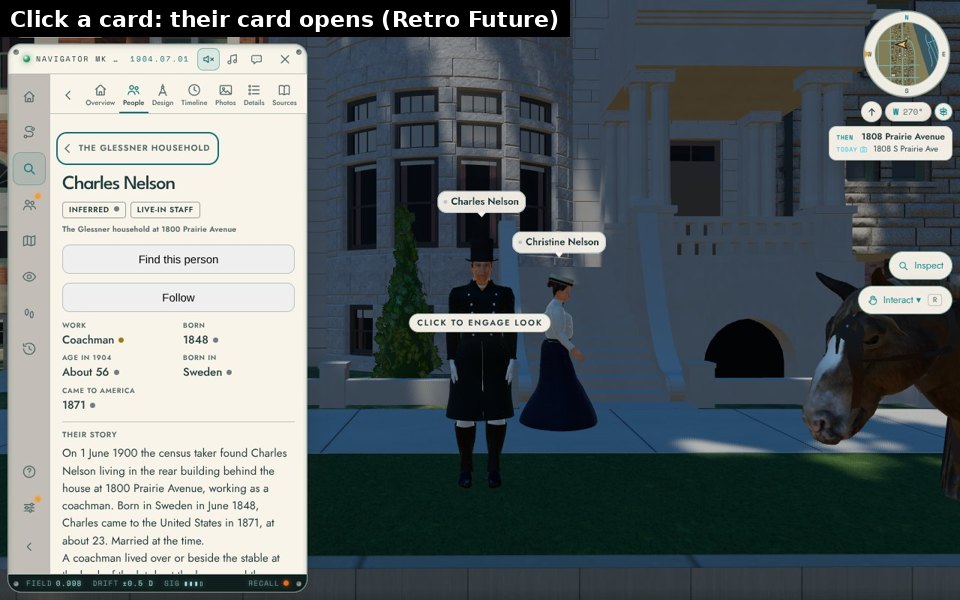 Click a card: their card opens (Retro Future)
NAVIGATOR MK …
1904.07.01
Overview
People
Design
Timeline
Photos
Details
Sources
THE GLESSNER HOUSEHOLD
Charles Nelson
INFERRED
LIVE-IN STAFF
The Glessner household at 1800 Prairie Avenue
Find this person
Follow
WORK
BORN
Coachman
1848
AGE IN 1904
BORN IN
About 56
Sweden
CAME TO AMERICA
1871
THEIR STORY
On 1 June 1900 the census taker found Charles
Nelson living in the rear building behind the
house at 1800 Prairie Avenue, working as a
coachman. Born in Sweden in June 1848,
Charles came to the United States in 1871, at
about 23. Married at the time.
A coachman lived over or beside the stable at
FIELD 0.998
DRIFT ±0.5 D
SIG
RECALL
Charles Nelson
Christine Nelson
CLICK TO ENGAGE LOOK
N
E
S
W
W 270°
THEN 1808 Prairie Avenue
TODAY 1808 S Prairie Ave
Inspect
Interact ▾ R